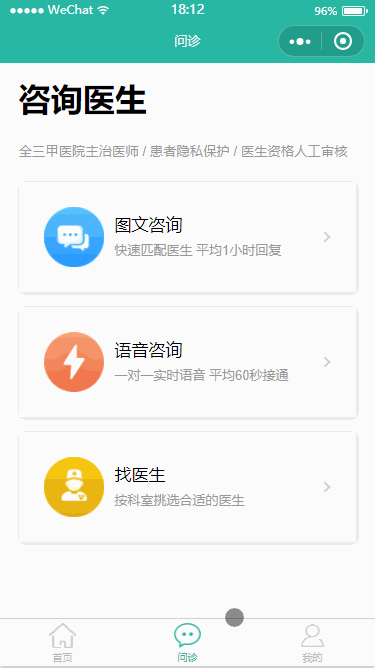 WeChat
18:12
96%
问诊
咨询医生
全三甲医院主治医师 / 患者隐私保护 / 医生资格人工审核
图文咨询
快速匹配医生 平均1小时回复
语音咨询
一对一实时语音 平均60秒接通
找医生
按科室挑选合适的医生
首页
问诊
我的